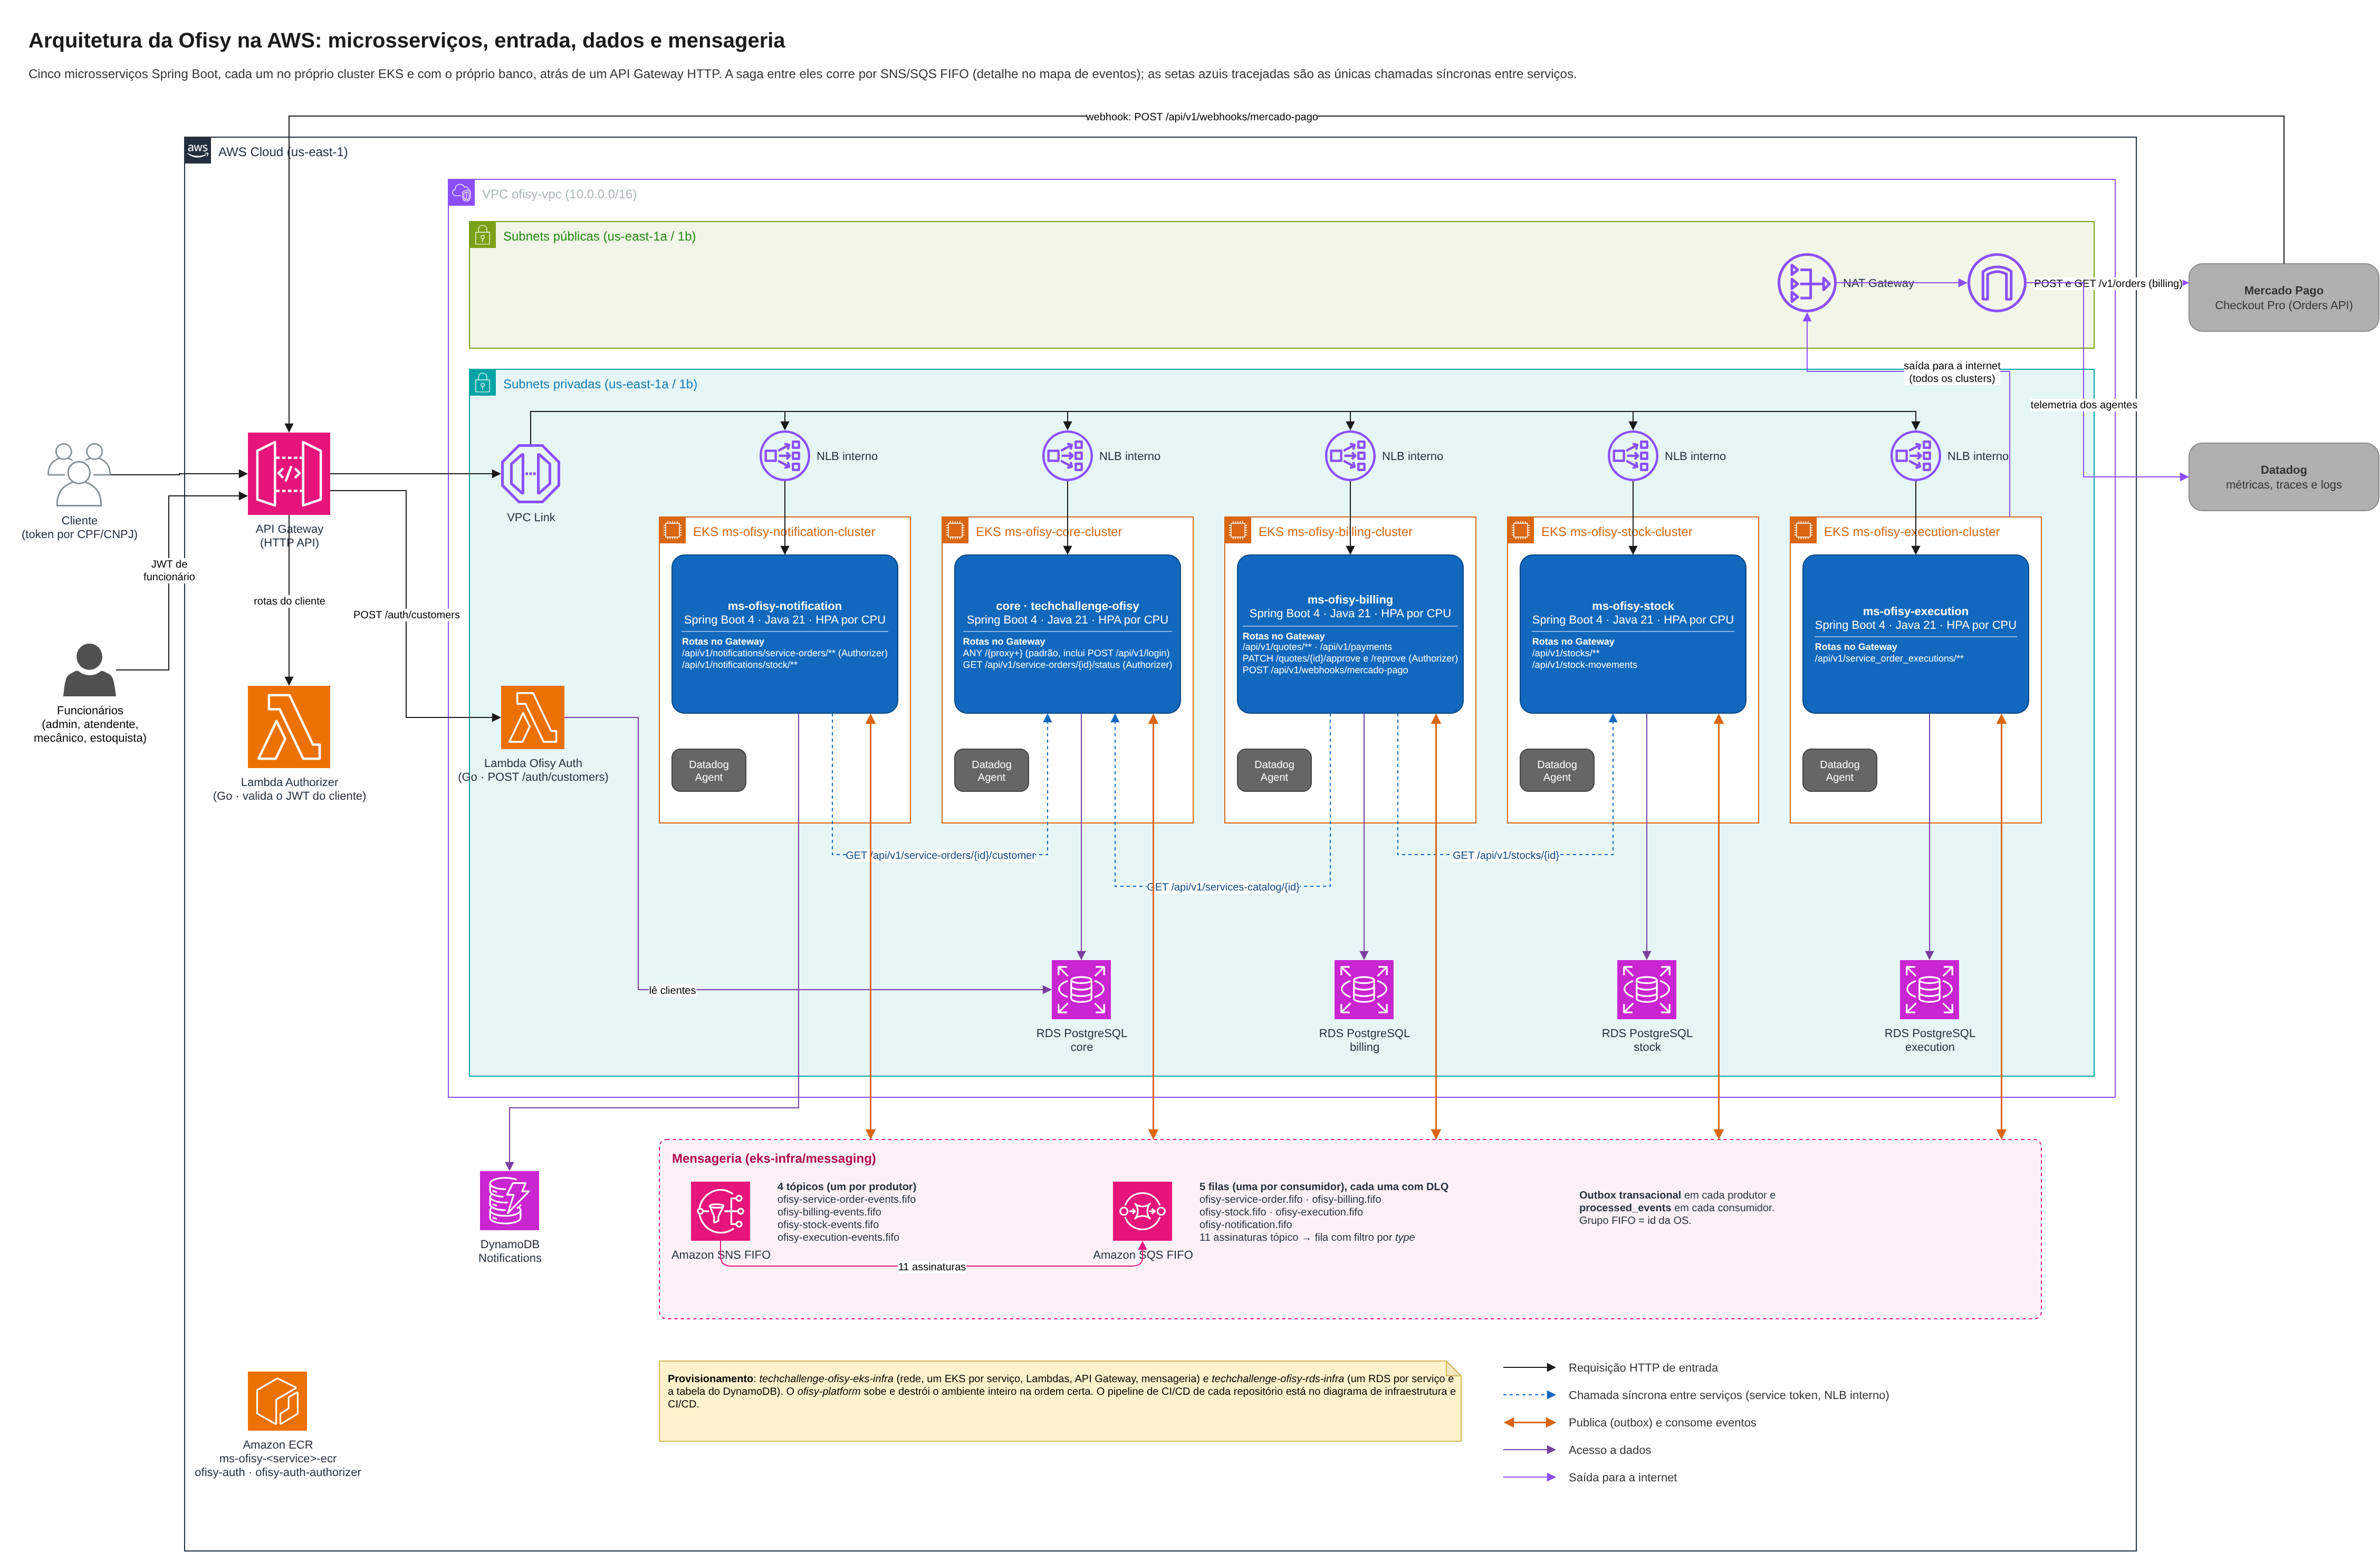 Arquitetura da Ofisy na AWS: microsserviços, entrada, dados e mensageria
Cinco microsserviços Spring Boot, cada um no próprio cluster EKS e com o próprio banco, atrás de um API Gateway HTTP. A saga entre eles corre por SNS/SQS FIFO (detalhe no mapa de eventos); as setas azuis tracejadas são as únicas chamadas síncronas entre serviços.
webhook: POST /api/v1/webhooks/mercado-pago
aws
AWS Cloud (us-east-1)
VPC ofisy-vpc (10.0.0.0/16)
Subnets públicas (us-east-1a / 1b)
NAT Gateway
POST e GET /v1/orders (billing)
Mercado Pago
Checkout Pro (Orders API)
saída para a internet
(todos os clusters)
telemetria dos agentes
Datadog
métricas, traces e logs
Subnets privadas (us-east-1a / 1b)
Cliente
(token por CPF/CNPJ)
API Gateway
(HTTP API)
VPC Link
NLB interno
NLB interno
NLB interno
NLB interno
NLB interno
JWT de
funcionário
rotas do cliente
POST /auth/customers
Funcionários
(admin, atendente,
mecânico, estoquista)
Lambda Authorizer
(Go · valida o JWT do cliente)
Lambda Ofisy Auth
(Go · POST /auth/customers)
EKS ms-ofisy-notification-cluster
ms-ofisy-notification
Spring Boot 4 · Java 21 · HPA por CPU
Rotas no Gateway
/api/v1/notifications/service-orders/** (Authorizer)
/api/v1/notifications/stock/**
Datadog
Agent
EKS ms-ofisy-core-cluster
core · techchallenge-ofisy
Spring Boot 4 · Java 21 · HPA por CPU
Rotas no Gateway
ANY /{proxy+} (padrão, inclui POST /api/v1/login)
GET /api/v1/service-orders/{id}/status (Authorizer)
Datadog
Agent
EKS ms-ofisy-billing-cluster
ms-ofisy-billing
Spring Boot 4 · Java 21 · HPA por CPU
Rotas no Gateway
/api/v1/quotes/** · /api/v1/payments
PATCH /quotes/{id}/approve e /reprove (Authorizer)
POST /api/v1/webhooks/mercado-pago
Datadog
Agent
EKS ms-ofisy-stock-cluster
ms-ofisy-stock
Spring Boot 4 · Java 21 · HPA por CPU
Rotas no Gateway
/api/v1/stocks/**
/api/v1/stock-movements
Datadog
Agent
EKS ms-ofisy-execution-cluster
ms-ofisy-execution
Spring Boot 4 · Java 21 · HPA por CPU
Rotas no Gateway
/api/v1/service_order_executions/**
Datadog
Agent
GET /api/v1/service-orders/{id}/customer
GET /api/v1/services-catalog/{id}
GET /api/v1/stocks/{id}
lê clientes
RDS PostgreSQL
core
RDS PostgreSQL
billing
RDS PostgreSQL
stock
RDS PostgreSQL
execution
DynamoDB
Notifications
Mensageria (eks-infra/messaging)
Amazon SNS FIFO
4 tópicos (um por produtor)
ofisy-service-order-events.fifo
ofisy-billing-events.fifo
ofisy-stock-events.fifo
ofisy-execution-events.fifo
11 assinaturas
Amazon SQS FIFO
5 filas (uma por consumidor), cada uma com DLQ
ofisy-service-order.fifo · ofisy-billing.fifo
ofisy-stock.fifo · ofisy-execution.fifo
ofisy-notification.fifo
11 assinaturas tópico → fila com filtro por type
Outbox transacional em cada produtor e
processed_events em cada consumidor.
Grupo FIFO = id da OS.
Amazon ECR
ms-ofisy-<service>-ecr
ofisy-auth · ofisy-auth-authorizer
Provisionamento: techchallenge-ofisy-eks-infra (rede, um EKS por serviço, Lambdas, API Gateway, mensageria) e techchallenge-ofisy-rds-infra (um RDS por serviço e
a tabela do DynamoDB). O ofisy-platform sobe e destrói o ambiente inteiro na ordem certa. O pipeline de CI/CD de cada repositório está no diagrama de infraestrutura e
CI/CD.
Requisição HTTP de entrada
Chamada síncrona entre serviços (service token, NLB interno)
Publica (outbox) e consome eventos
Acesso a dados
Saída para a internet